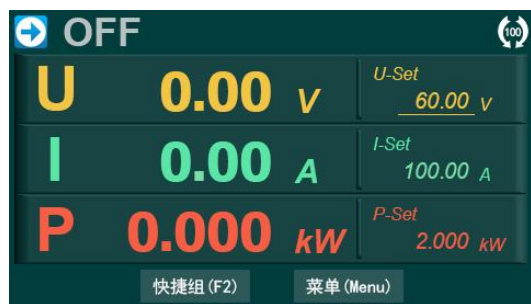 OFF
100
U 0.00 V
U-Set
60.00 V
I 0.00 A
I-Set
100.00 A
P 0.000 kW
P-Set
2.000 kW
快捷组(F2) 菜单(Menu)